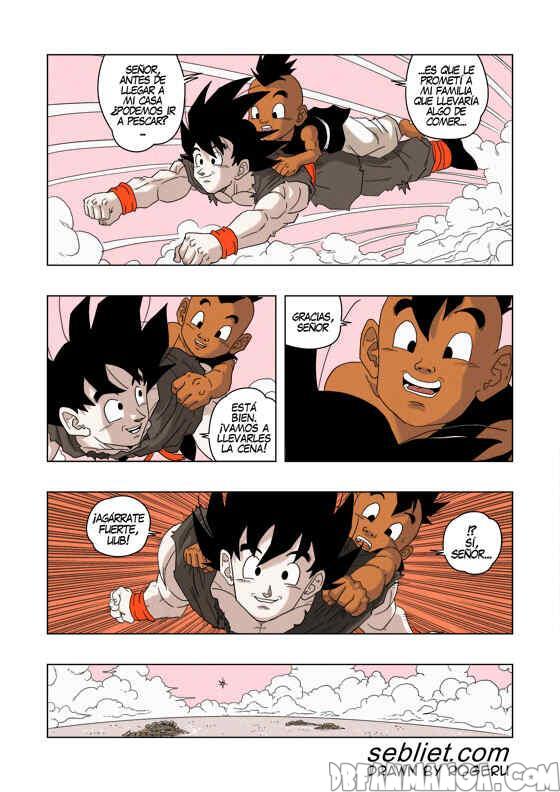 SEÑOR,
ANTES DE
LLEGAR A
MI CASA
¿PODEMOS IR
A PESCAR?
...ES QUE LE
PROMETÍ A
MI FAMILIA
QUE LLEVARÍA
ALGO DE
COMER...
ESTÁ
BIEN.
¡VAMOS A
LLEVARLES
LA CENA!
GRACIAS,
SEÑOR
¡AGÁRRATE
FUERTE,
UUB!
!?
SÍ,
SEÑOR...
sebliet.com
DRAWN BY ROGERU
DBFANMANGA.COM